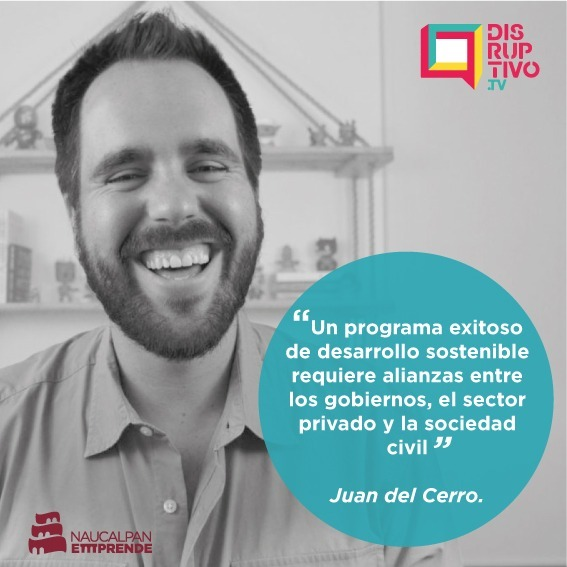 DIS
RUP
TIVO
.TV
“Un programa exitoso
de desarrollo sostenible
requiere alianzas entre
los gobiernos, el sector
privado y la sociedad
civil”
Juan del Cerro.
NAUCALPAN
EMPRENDE